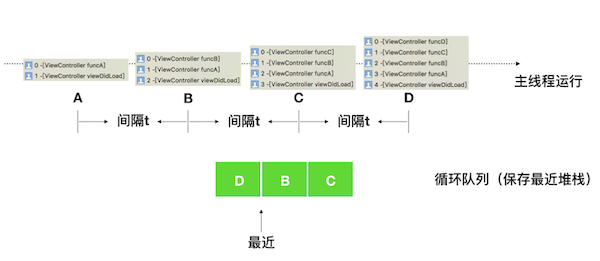 0 -[ViewController funcA]
1 -[ViewController viewDidLoad]
A
0 -[ViewController funcB]
1 -[ViewController funcA]
2 -[ViewController viewDidLoad]
B
0 -[ViewController funcC]
1 -[ViewController funcB]
2 -[ViewController funcA]
3 -[ViewController viewDidLoad]
C
0 -[ViewController funcD]
1 -[ViewController funcC]
2 -[ViewController funcB]
3 -[ViewController funcA]
4 -[ViewController viewDidLoad]
D
主线程运行
间隔t
间隔t
间隔t
D
B
C
循环队列（保存最近堆栈）
最近